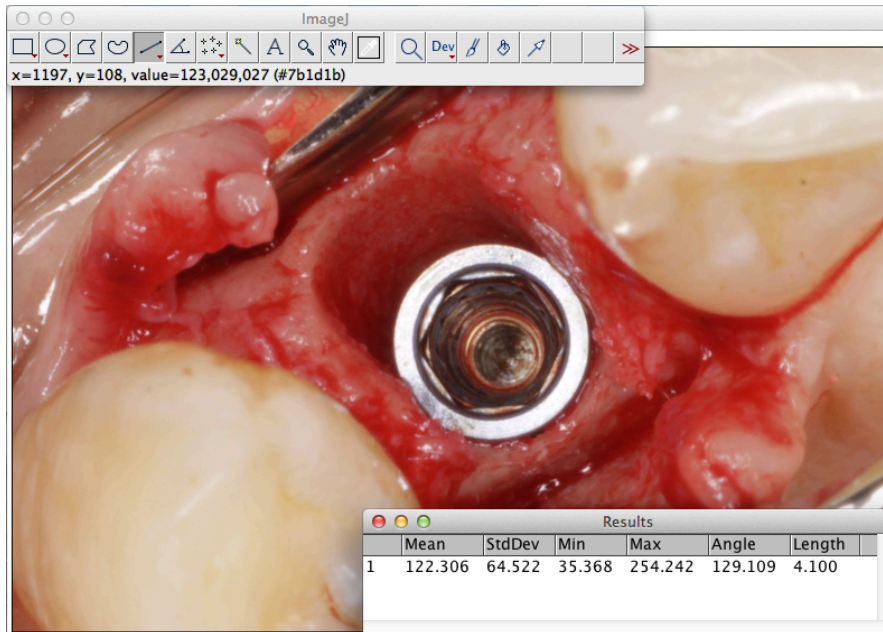 ImageJ
A
Dev
x=1197, y=108, value=123,029,027 (#7b1d1b)
Results
Mean StdDev Min Max Angle Length
1 122.306 64.522 35.368 254.242 129.109 4.100